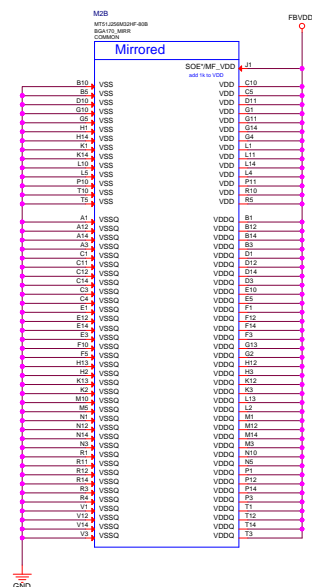 M2B
MT51J256M32HF-80B
BGA170_MIRR
COMMON
FBVDD
Mirrored
SOE*/MF_VDD J1
add 1k to VDD
B10 VSS VDD C10
B5 VSS VDD C5
D10 VSS VDD D11
G10 VSS VDD G1
G5 VSS VDD G11
H1 VSS VDD G14
H14 VSS VDD G4
K1 VSS VDD L1
K14 VSS VDD L11
L10 VSS VDD L14
L5 VSS VDD L4
P10 VSS VDD P11
T10 VSS VDD R10
T5 VSS VDD R5
A1 VSSQ VDDQ B1
A12 VSSQ VDDQ B12
A14 VSSQ VDDQ B14
A3 VSSQ VDDQ B3
C1 VSSQ VDDQ D1
C11 VSSQ VDDQ D12
C12 VSSQ VDDQ D14
C14 VSSQ VDDQ D3
C3 VSSQ VDDQ E10
C4 VSSQ VDDQ E5
E1 VSSQ VDDQ F1
E12 VSSQ VDDQ F12
E14 VSSQ VDDQ F14
E3 VSSQ VDDQ F3
F10 VSSQ VDDQ G13
F5 VSSQ VDDQ G2
H13 VSSQ VDDQ H12
H2 VSSQ VDDQ H3
K13 VSSQ VDDQ K12
K2 VSSQ VDDQ K3
M10 VSSQ VDDQ L13
M5 VSSQ VDDQ L2
N1 VSSQ VDDQ M1
N12 VSSQ VDDQ M12
N14 VSSQ VDDQ M14
N3 VSSQ VDDQ M3
R1 VSSQ VDDQ N10
R11 VSSQ VDDQ N5
R12 VSSQ VDDQ P1
R14 VSSQ VDDQ P12
R3 VSSQ VDDQ P14
R4 VSSQ VDDQ P3
V1 VSSQ VDDQ T1
V12 VSSQ VDDQ T12
V14 VSSQ VDDQ T14
V3 VSSQ VDDQ T3
GND